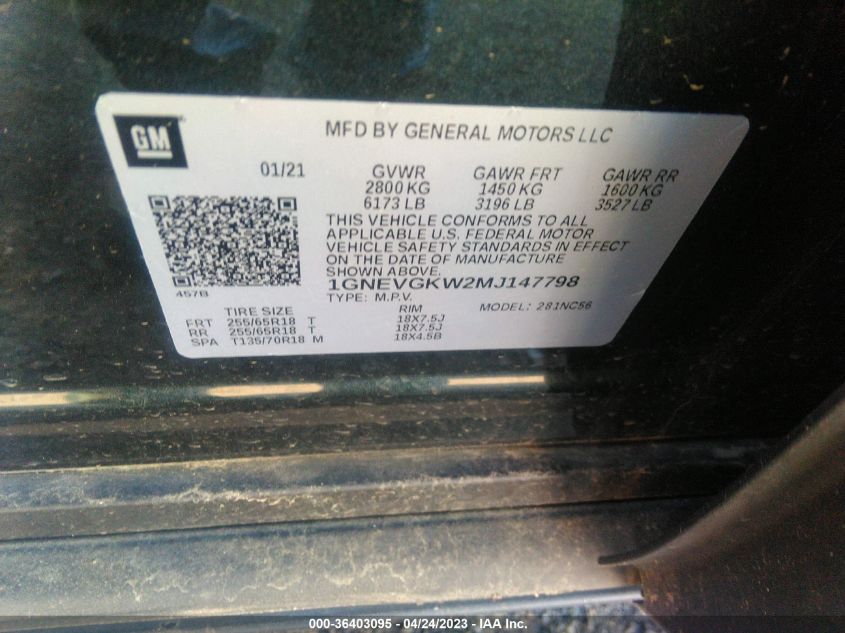 GM
MFD BY GENERAL MOTORS LLC
01/21 GVWR GAWR FRT GAWR RR
2800 KG 1450 KG 1600 KG
6173 LB 3196 LB 3527 LB
THIS VEHICLE CONFORMS TO ALL
APPLICABLE U.S. FEDERAL MOTOR
VEHICLE SAFETY STANDARDS IN EFFECT
ON THE DATE OF MANUFACTURE
SHOWN ABOVE.
1GNEVGKW2MJ147798
457B
TYPE: M.P.V. MODEL: 281NC56
TIRE SIZE RIM
FRT 255/65R18 T 18X7.5J
RR 255/65R18 T 18X7.5J
SPA T135/70R18 M 18X4.5B
000-36403095 - 04/24/2023 - IAA Inc.